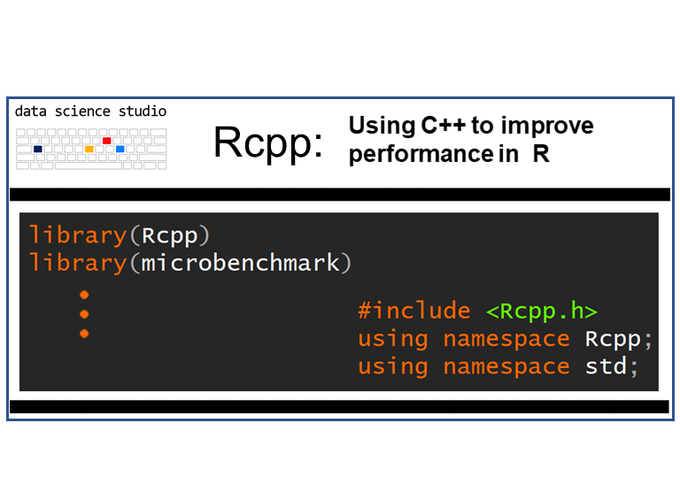 data science studio
Rcpp:
Using C++ to improve
performance in R
library(Rcpp)
library(microbenchmark)
#include <Rcpp.h>
using namespace Rcpp;
using namespace std;